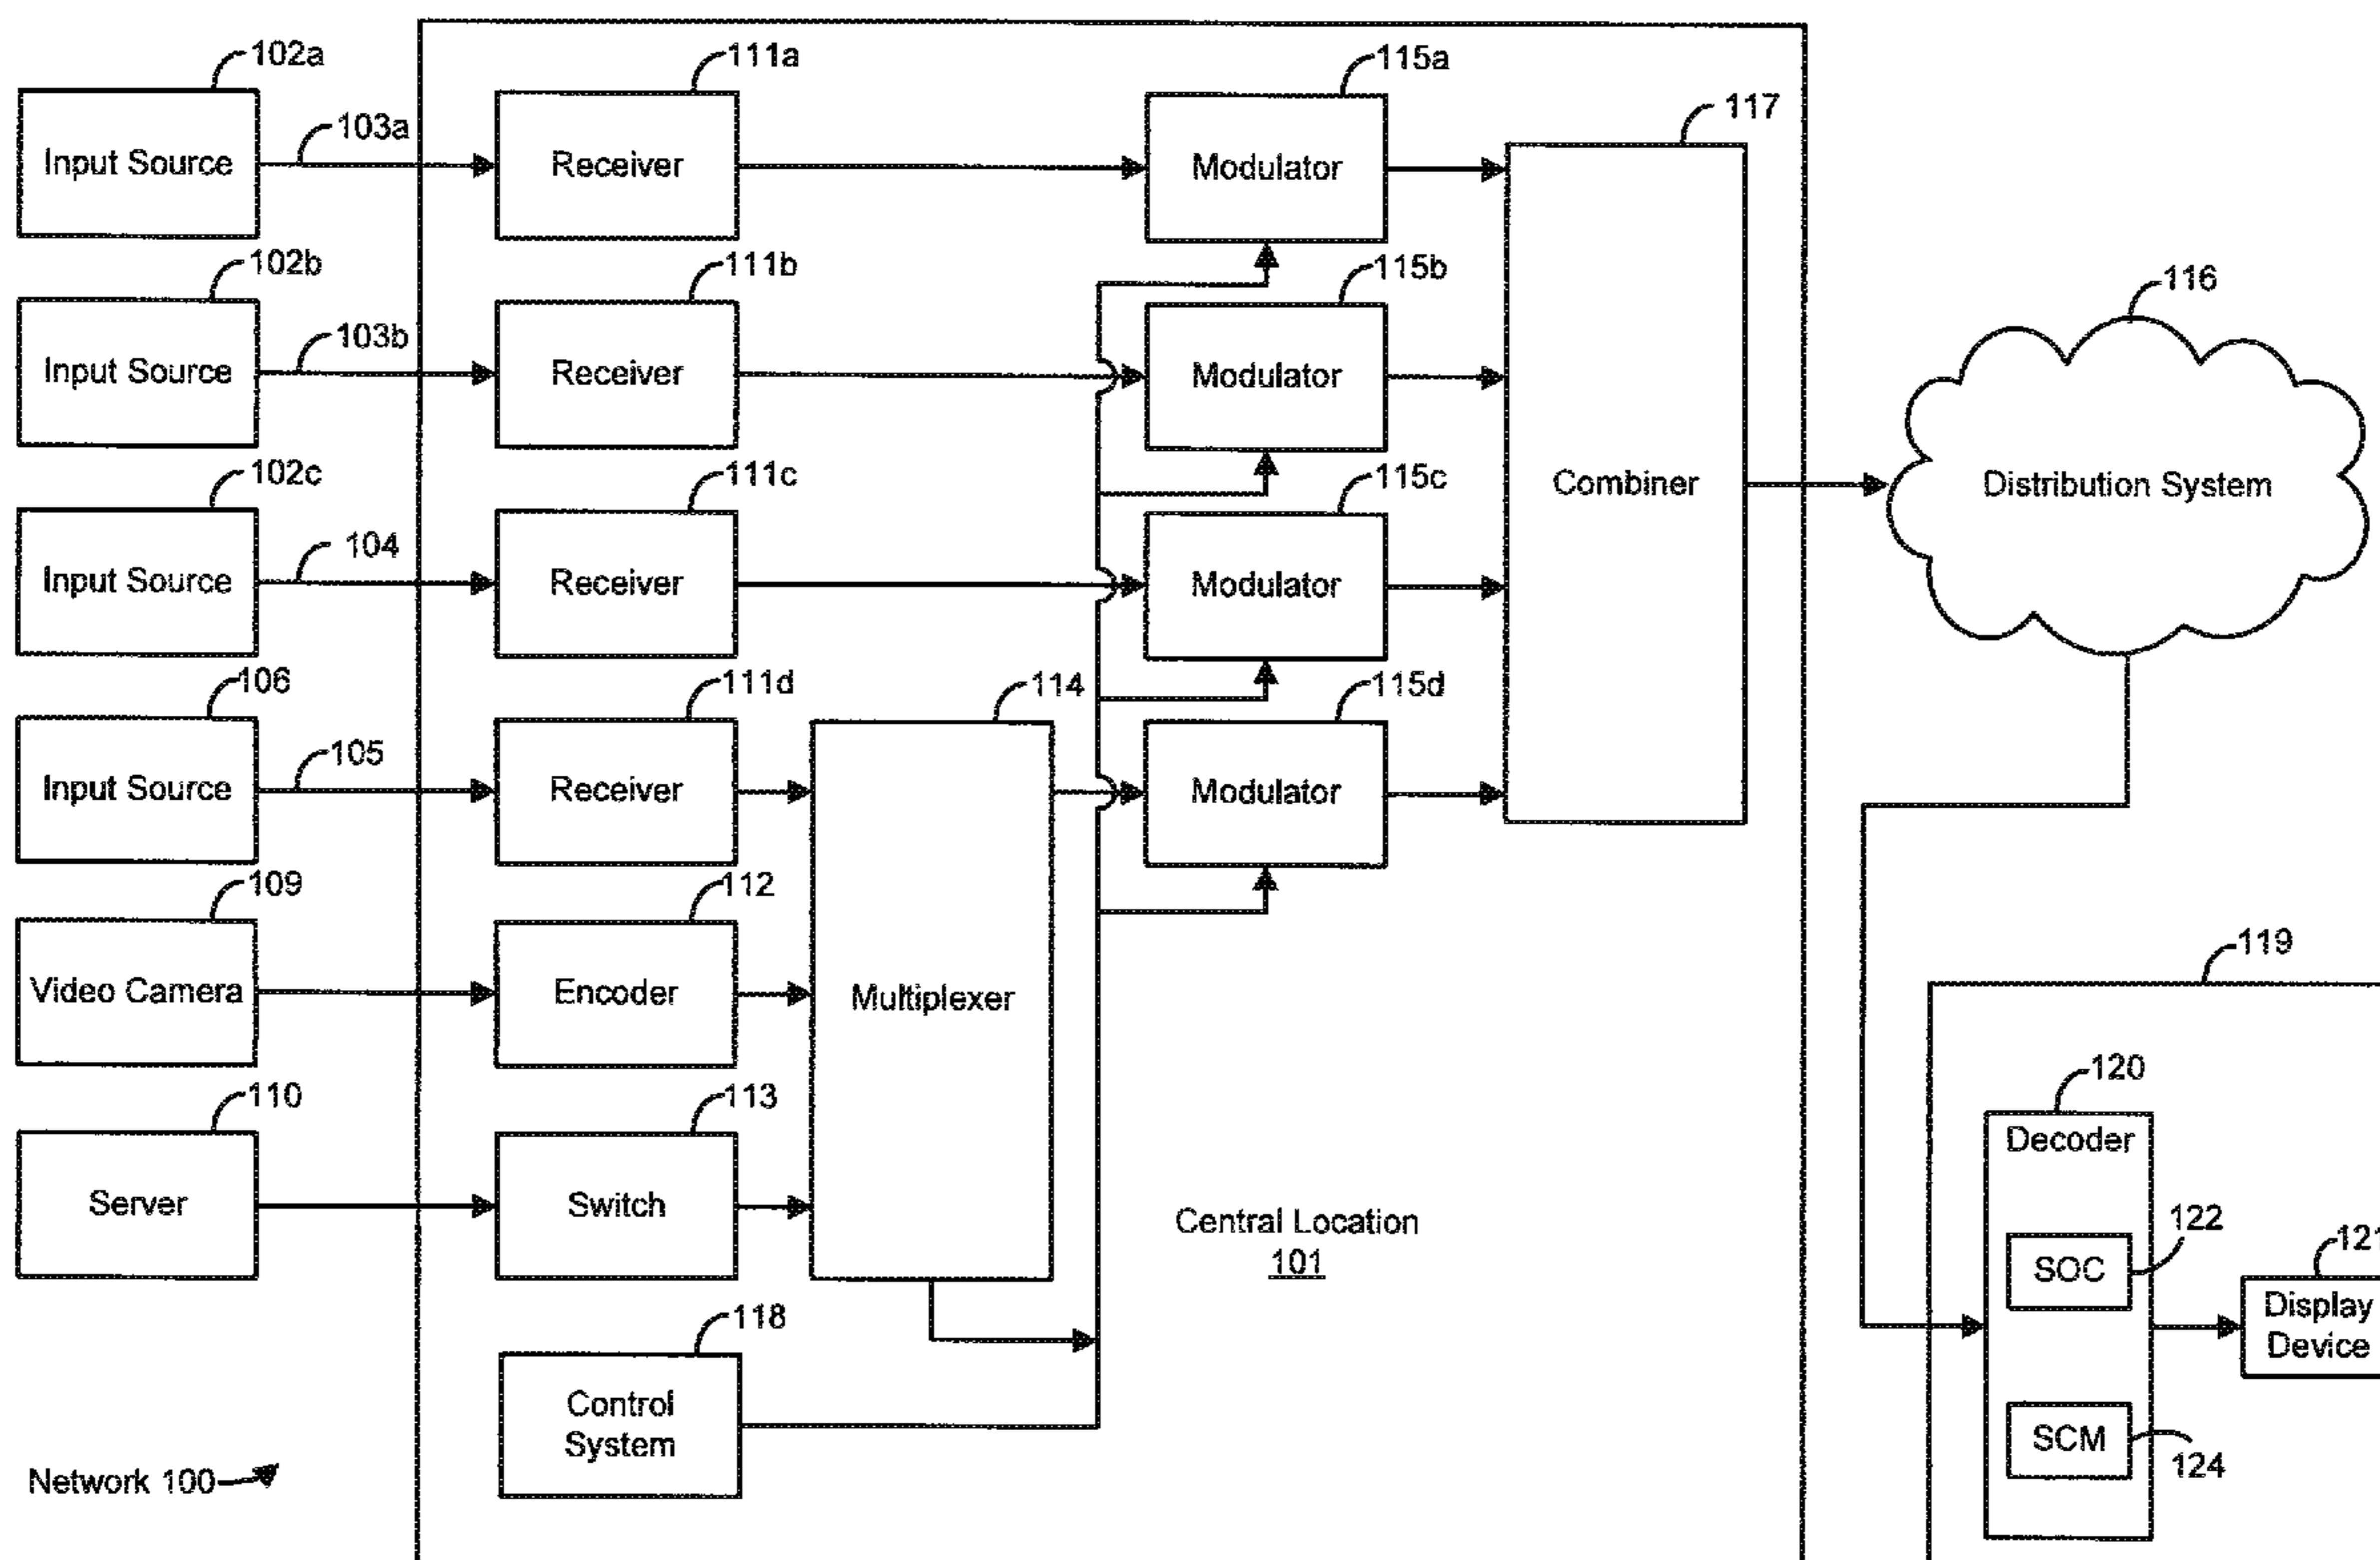 102a
111a
115a
117
Input Source
103a
Receiver
Modulator
102b
111b
115b
116
Input Source
103b
Receiver
Modulator
102c
111c
115c
Combiner
Distribution System
Input Source
104
Receiver
Modulator
106
111d
114
115d
Input Source
105
Receiver
Modulator
109
112
119
Video Camera
Encoder
Multiplexer
110
113
120
Decoder
Server
Switch
Central Location
101
122
SOC
121
Display
Device
118
Control
System
SCM
124
Network 100